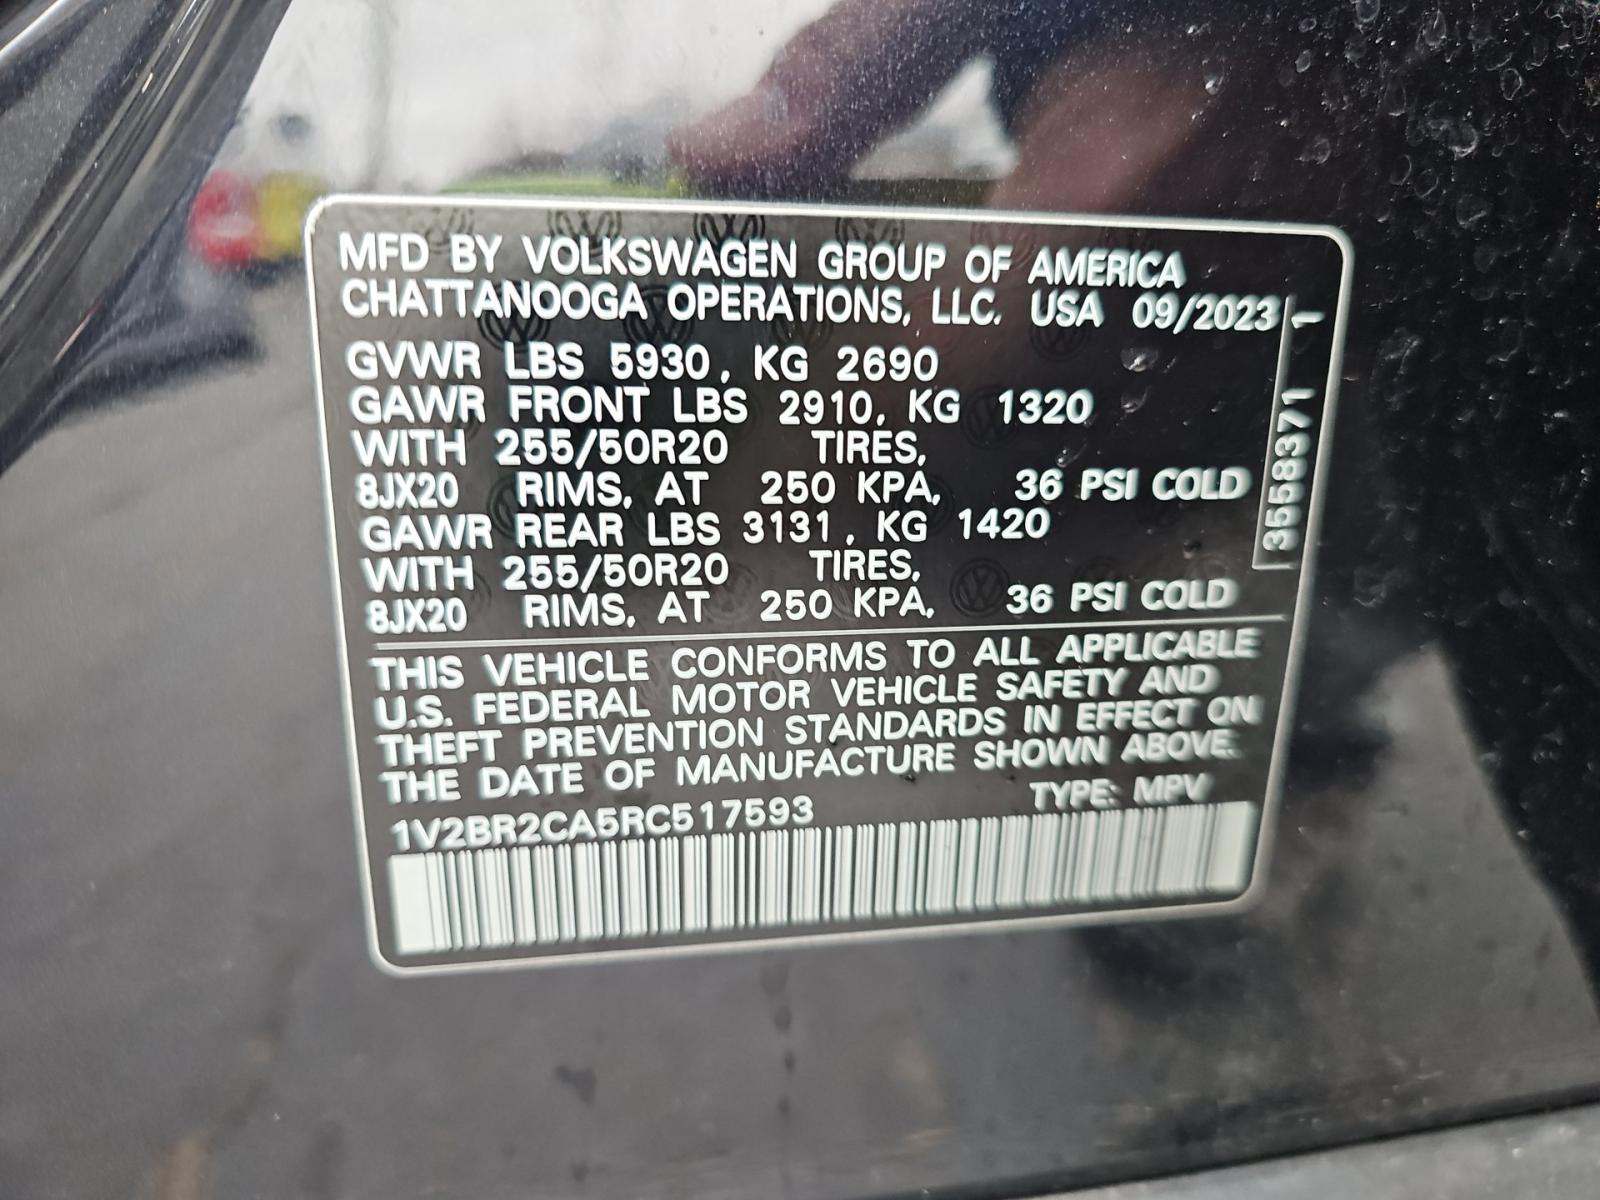 MFD BY VOLKSWAGEN GROUP OF AMERICA
CHATTANOOGA OPERATIONS, LLC. USA 09/2023
GVWR LBS 5930, KG 2690
GAWR FRONT LBS 2910, KG 1320
WITH 255/50R20 TIRES,
8JX20 RIMS, AT 250 KPA, 36 PSI COLD
GAWR REAR LBS 3131, KG 1420
WITH 255/50R20 TIRES,
8JX20 RIMS, AT 250 KPA, 36 PSI COLD
3558371 1
THIS VEHICLE CONFORMS TO ALL APPLICABLE
U.S. FEDERAL MOTOR VEHICLE SAFETY AND
THEFT PREVENTION STANDARDS IN EFFECT ON
THE DATE OF MANUFACTURE SHOWN ABOVE.
1V2BR2CA5RC517593 TYPE: MPV